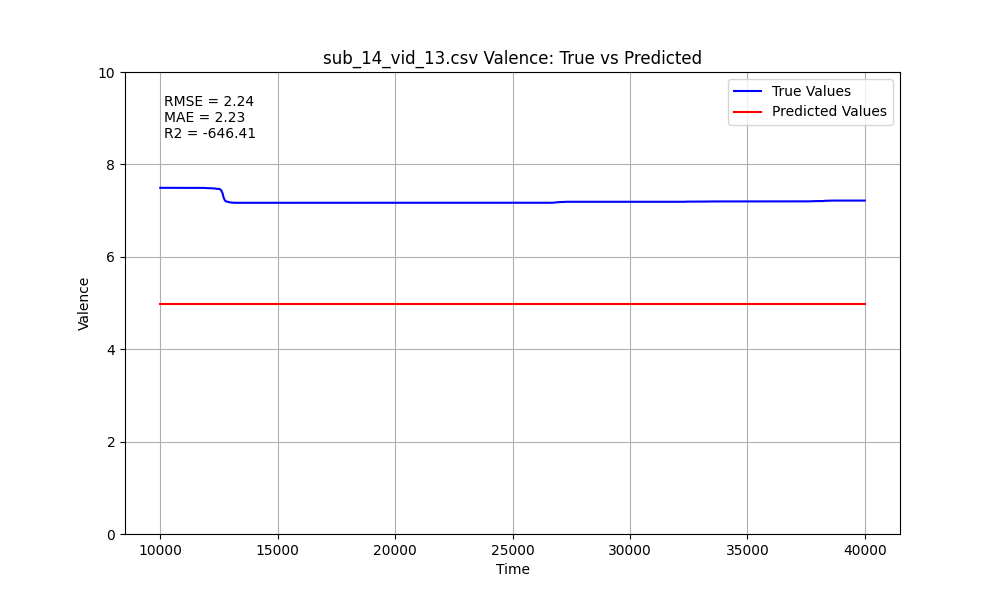 sub_14_vid_13.csv Valence: True vs Predicted
10
8
6
4
2
0
Valence
RMSE = 2.24
MAE = 2.23
R2 = -646.41
True Values
Predicted Values
10000 15000 20000 25000 30000 35000 40000
Time